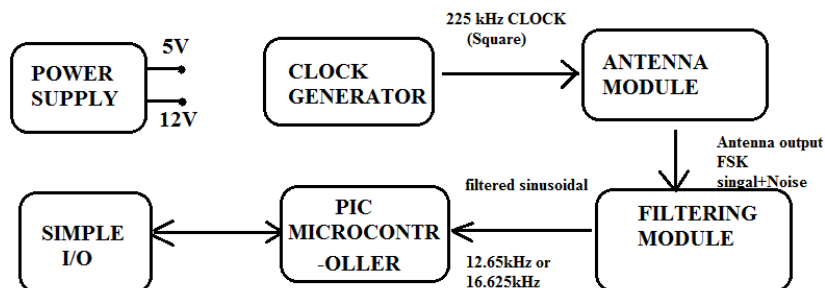 POWER
SUPPLY
5V
12V
CLOCK
GENERATOR
225 kHz CLOCK
(Square)
ANTENNA
MODULE
Antenna output
FSK
singal+Noise
FILTERING
MODULE
filtered sinusoidal
12.65kHz or
16.625kHz
PIC
MICROCONTR
-OLLER
SIMPLE
I/O